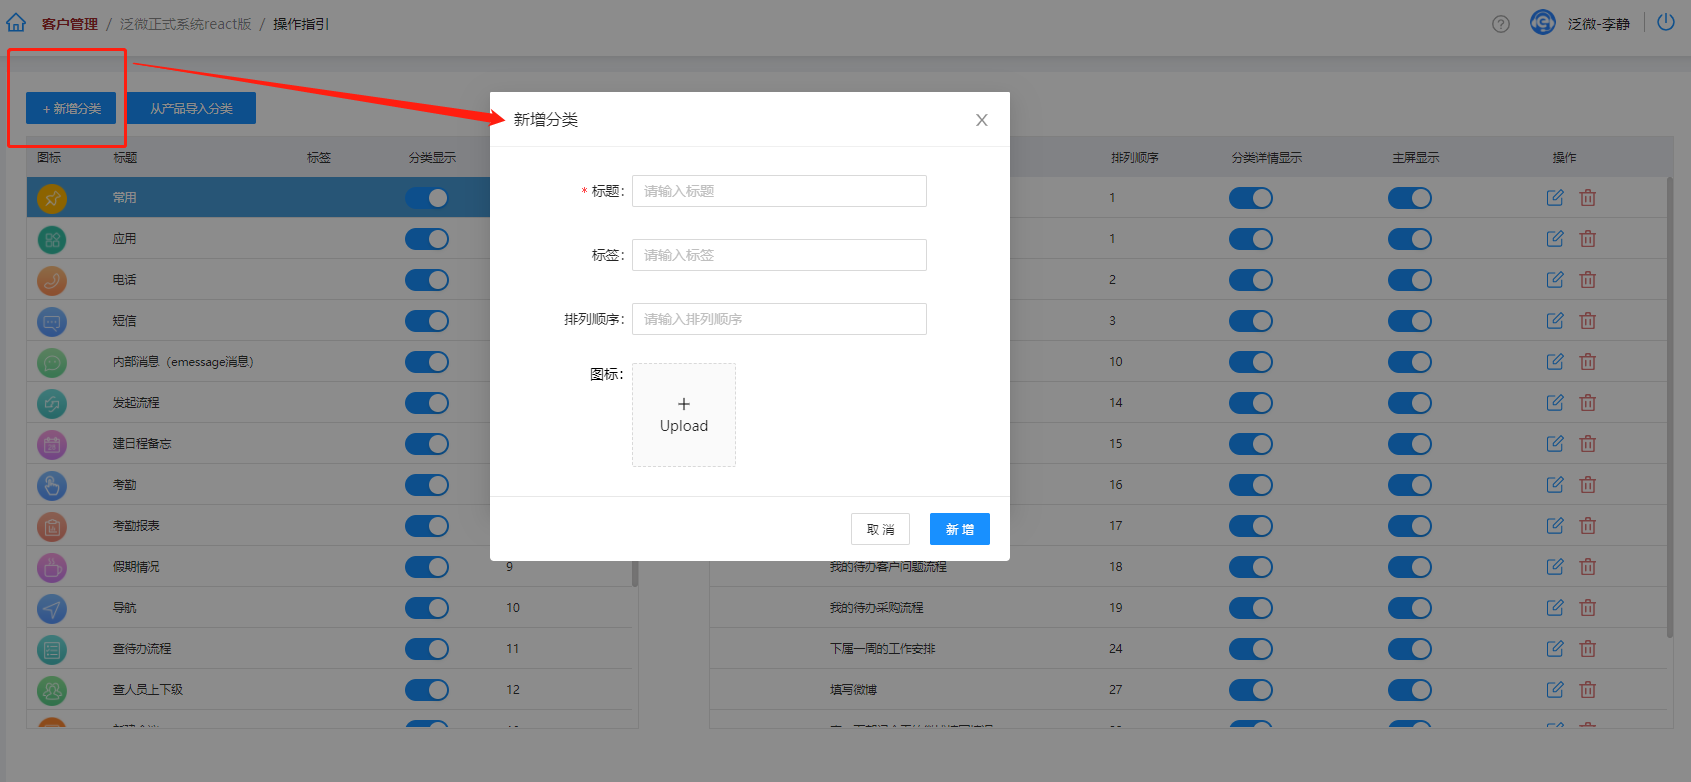 客户管理 / 泛微正式系统react版 / 操作指引
泛微-李静
+ 新增分类
从产品导入分类
图标 标题 标签 分类显示
常用
应用
电话
短信
内部消息（emessage消息）
发起流程
建日程备忘
考勤
考勤报表
假期情况 9
导航 10
查待办流程 11
查人员上下级 12
新增分类
* 标题：
请输入标题
标签：
请输入标签
排列顺序：
请输入排列顺序
图标：
+
Upload
取 消
新 增
排列顺序 分类详情显示 主屏显示 操作
1
1
2
3
10
14
15
16
17
我的待办客户问题流程 18
我的待办采购流程 19
下属一周的工作安排 24
填写微博 27